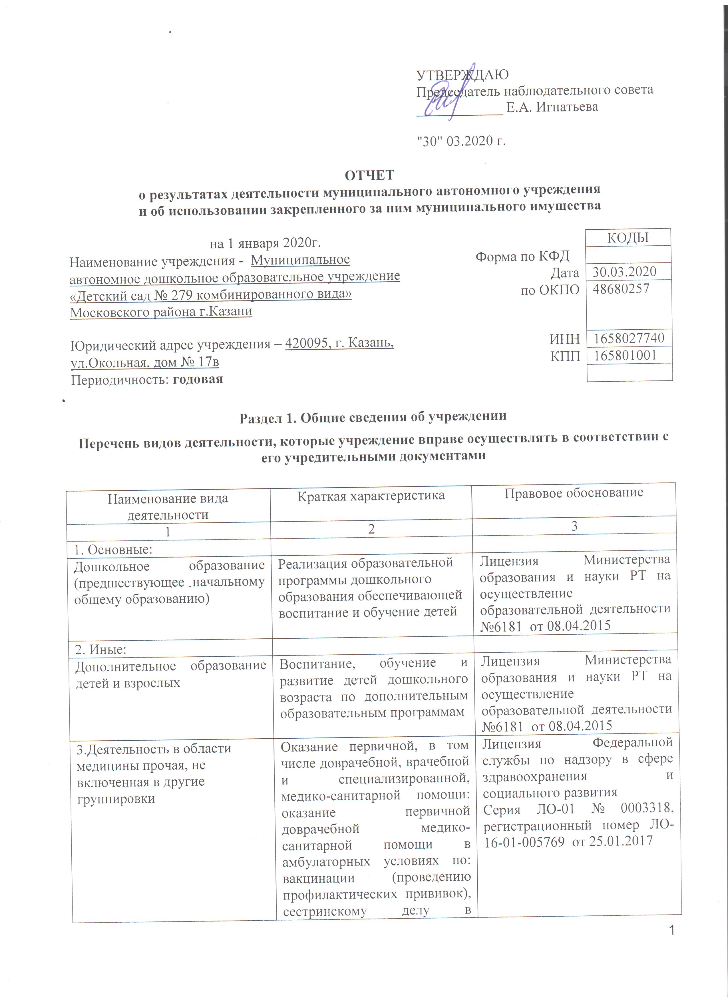 УТВЕРЖДАЮ
Председатель наблюдательного совета
____________ Е.А. Игнатьева
"30" 03.2020 г.
ОТЧЕТ
о результатах деятельности муниципального автономного учреждения
и об использовании закрепленного за ним муниципального имущества
КОДЫ
на 1 января 2020г.
Наименование учреждения - Муниципальное
автономное дошкольное образовательное учреждение
«Детский сад № 279 комбинированного вида»
Московского района г.Казани
Форма по КФД
Дата 30.03.2020
по ОКПО 48680257
Юридический адрес учреждения – 420095, г. Казань,
ул.Окольная, дом № 17в
Периодичность: годовая
ИНН 1658027740
КПП 165801001
Раздел 1. Общие сведения об учреждении
Перечень видов деятельности, которые учреждение вправе осуществлять в соответствии с
его учредительными документами
Наименование вида
деятельности
Краткая характеристика
Правовое обоснование
1
2
3
1. Основные:
Дошкольное образование
(предшествующее начальному
общему образованию)
Реализация образовательной
программы дошкольного
образования обеспечивающей
воспитание и обучение детей
Лицензия Министерства
образования и науки РТ на
осуществление
образовательной деятельности
№6181 от 08.04.2015
2. Иные:
Дополнительное образование
детей и взрослых
Воспитание, обучение и
развитие детей дошкольного
возраста по дополнительным
образовательным программам
Лицензия Министерства
образования и науки РТ на
осуществление
образовательной деятельности
№6181 от 08.04.2015
3.Деятельность в области
медицины прочая, не
включенная в другие
группировки
Оказание первичной, в том
числе доврачебной, врачебной
и специализированной,
медико-санитарной помощи:
оказание первичной
доврачебной медико-
санитарной помощи в
амбулаторных условиях по:
вакцинации (проведению
профилактических прививок),
сестринскому делу в
Лицензия Федеральной
службы по надзору в сфере
здравоохранения и
социального развития
Серия ЛО-01 № 0003318,
регистрационный номер ЛО-
16-01-005769 от 25.01.2017
1